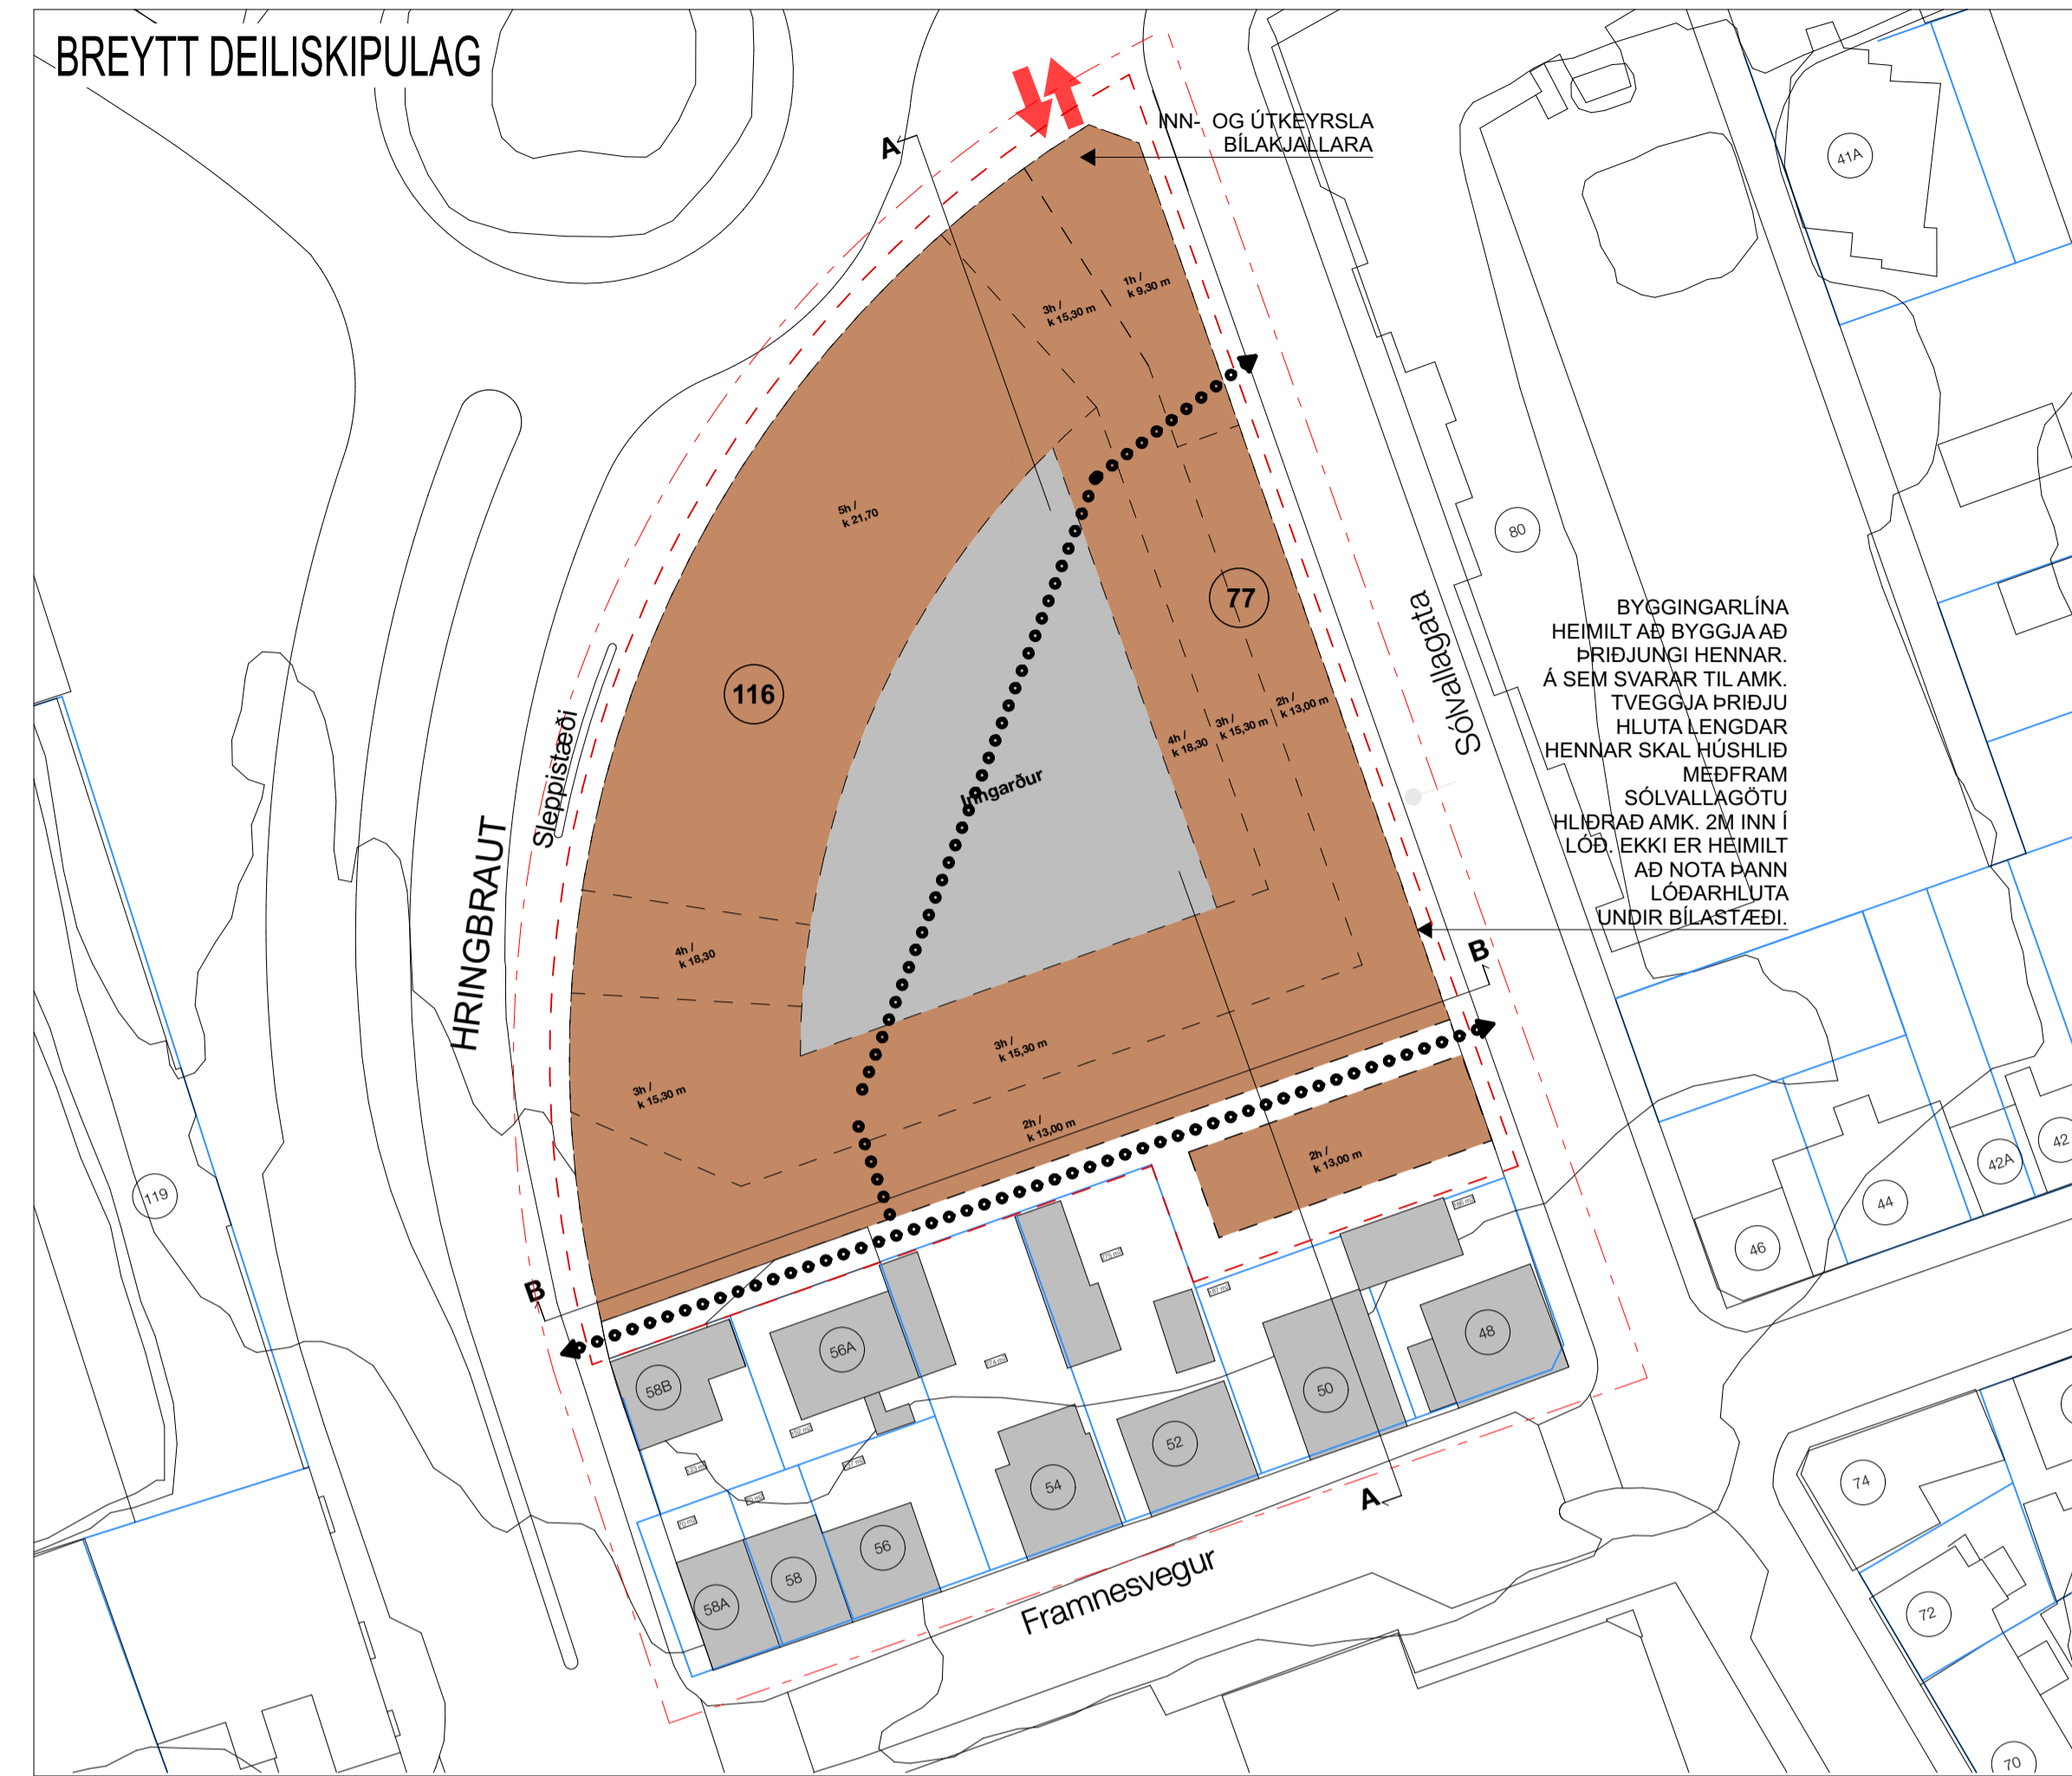 BREYTT DEILISKIPULAG
INN- OG ÚTKEYRSLA
BÍLAKJALLARA
A
41A
1h /
k 9,30 m
3h /
k 15,30 m
5h /
k 21,70
80
77
Sólvallagata
BYGGINGARLÍNA
HEIMILT AÐ BYGGJA AÐ
ÞRIÐJUNGI HENNAR.
Á SEM SVARAR TIL AMK.
TVEGGJA ÞRIÐJU
HLUTA LENGDAR
HENNAR SKAL HÚSHLIÐ
MEÐFRAM
SÓLVALLAGÖTU
HLIÐRAÐ AMK. 2M INN Í
LÓÐ. EKKI ER HEIMILT
AÐ NOTA ÞANN
LÓÐARHLUTA
UNDIR BÍLASTÆÐI.
116
Sleppistæði
HRINGBRAUT
2h /
k 13,00 m
3h /
k 15,30 m
4h /
k 18,30
Inngarður
4h /
k 18,30
B
3h /
k 15,30 m
3h /
k 15,30 m
2h /
k 13,00 m
2h /
k 13,00 m
119
42
42A
44
46
B
58B
56A
48
50
52
54
56
58
58A
A
74
72
70
Framnesvegur